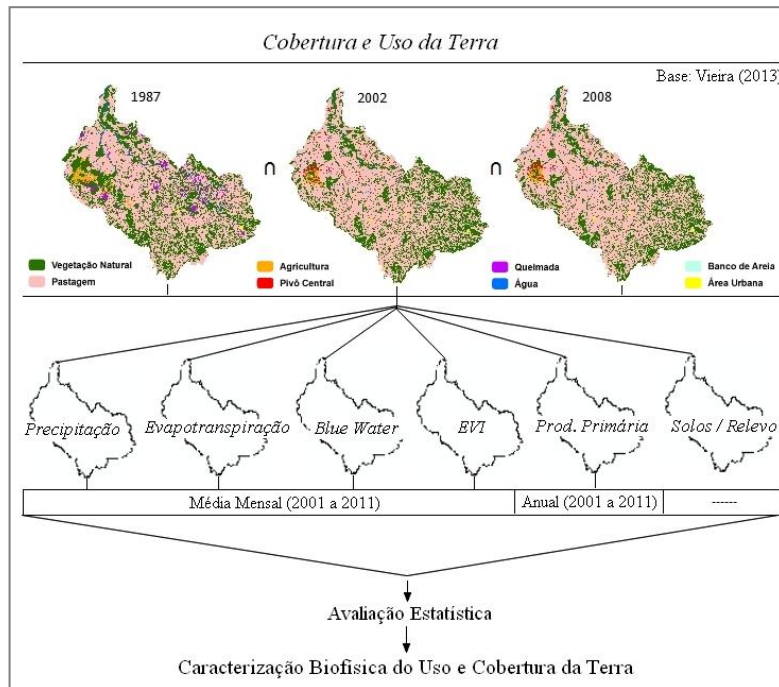 Cobertura e Uso da Terra
Base: Vieira (2013)
1987
2002
2008
∩
∩
Vegetação Natural
Agricultura
Queimada
Banco de Areia
Pastagem
Pivô Central
Água
Área Urbana
Precipitação
Evapotranspiração
Blue Water
EVI
Prod. Primária
Solos / Relevo
Média Mensal (2001 a 2011)
Anual (2001 a 2011)
------
Avaliação Estatística
Caracterização Biofisica do Uso e Cobertura da Terra